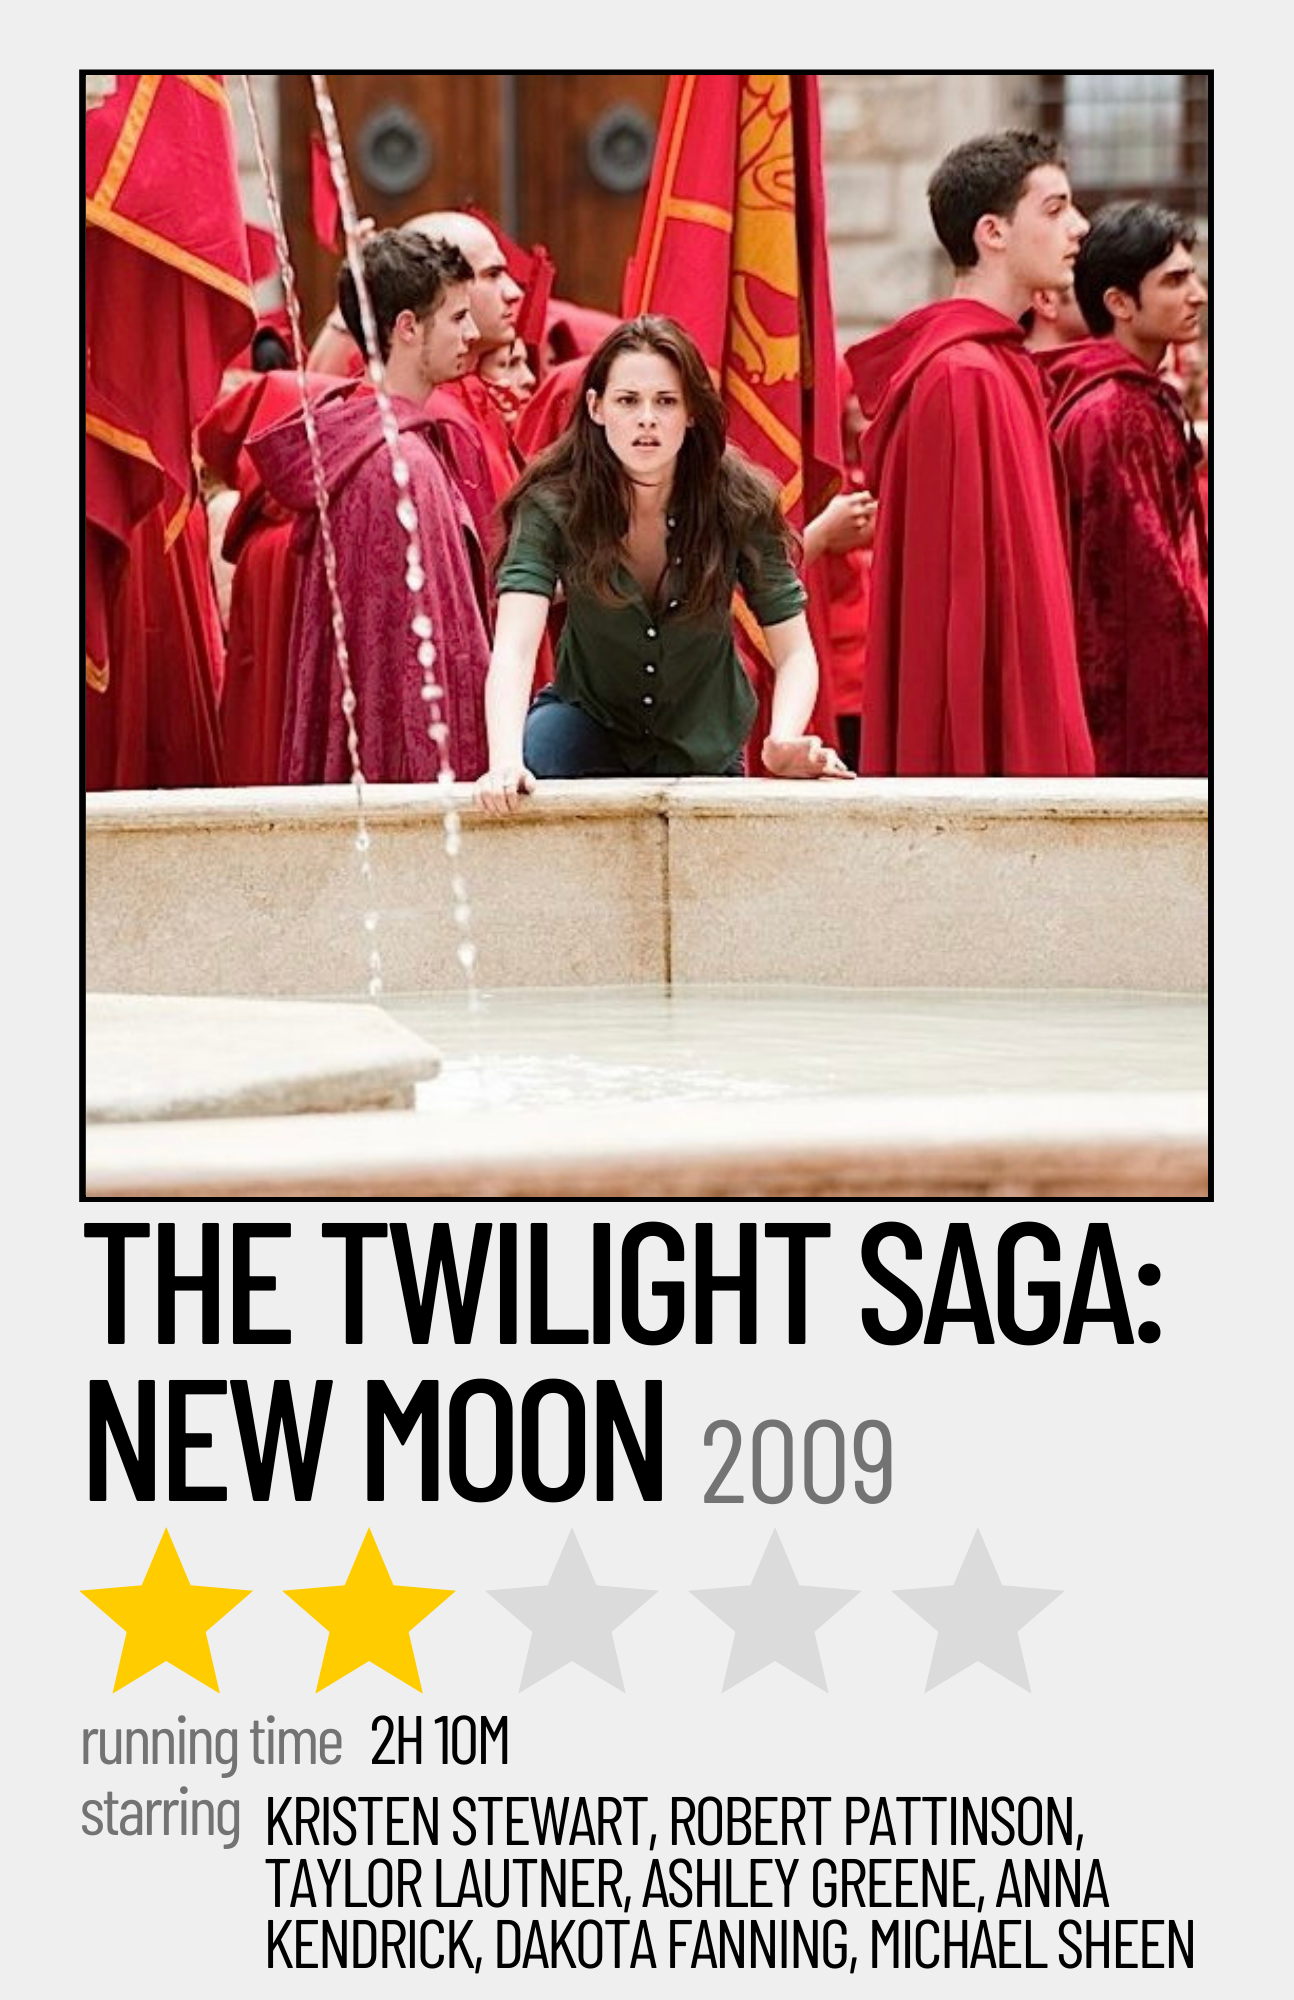 THE TWILIGHT SAGA:
NEW MOON 2009
running time 2H 10M
starring KRISTEN STEWART, ROBERT PATTINSON,
TAYLOR LAUTNER, ASHLEY GREENE, ANNA
KENDRICK, DAKOTA FANNING, MICHAEL SHEEN